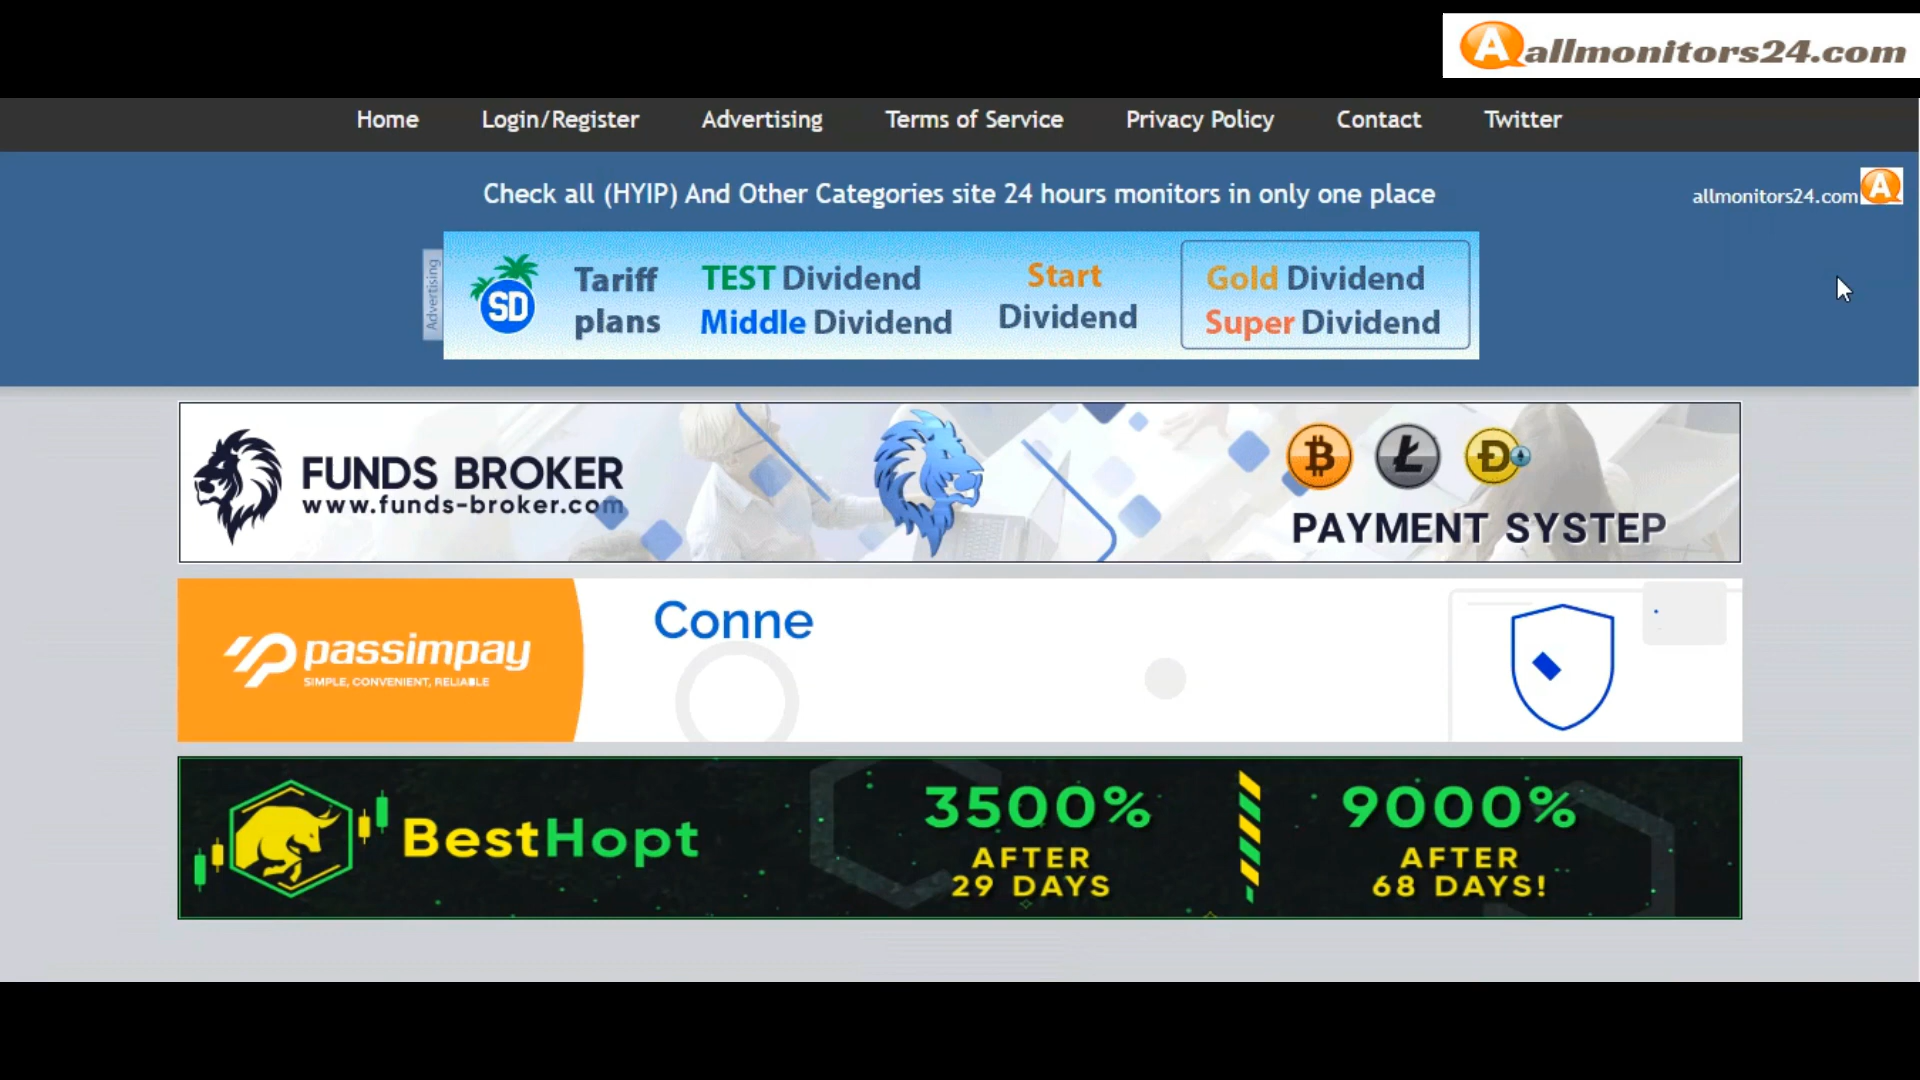 allmonitors24.com
Home Login/Register Advertising Terms of Service Privacy Policy Contact Twitter
Check all (HYIP) And Other Categories site 24 hours monitors in only one place
allmonitors24.com
Advertising
SD
Tariff plans
TEST Dividend
Middle Dividend
Start Dividend
Gold Dividend
Super Dividend
FUNDS BROKER
www.funds-broker.com
PAYMENT SYSTEP
passimpay
SIMPLE, CONVENIENT, RELIABLE
Conne
BestHopt
3500%
AFTER
29 DAYS
9000%
AFTER
68 DAYS!